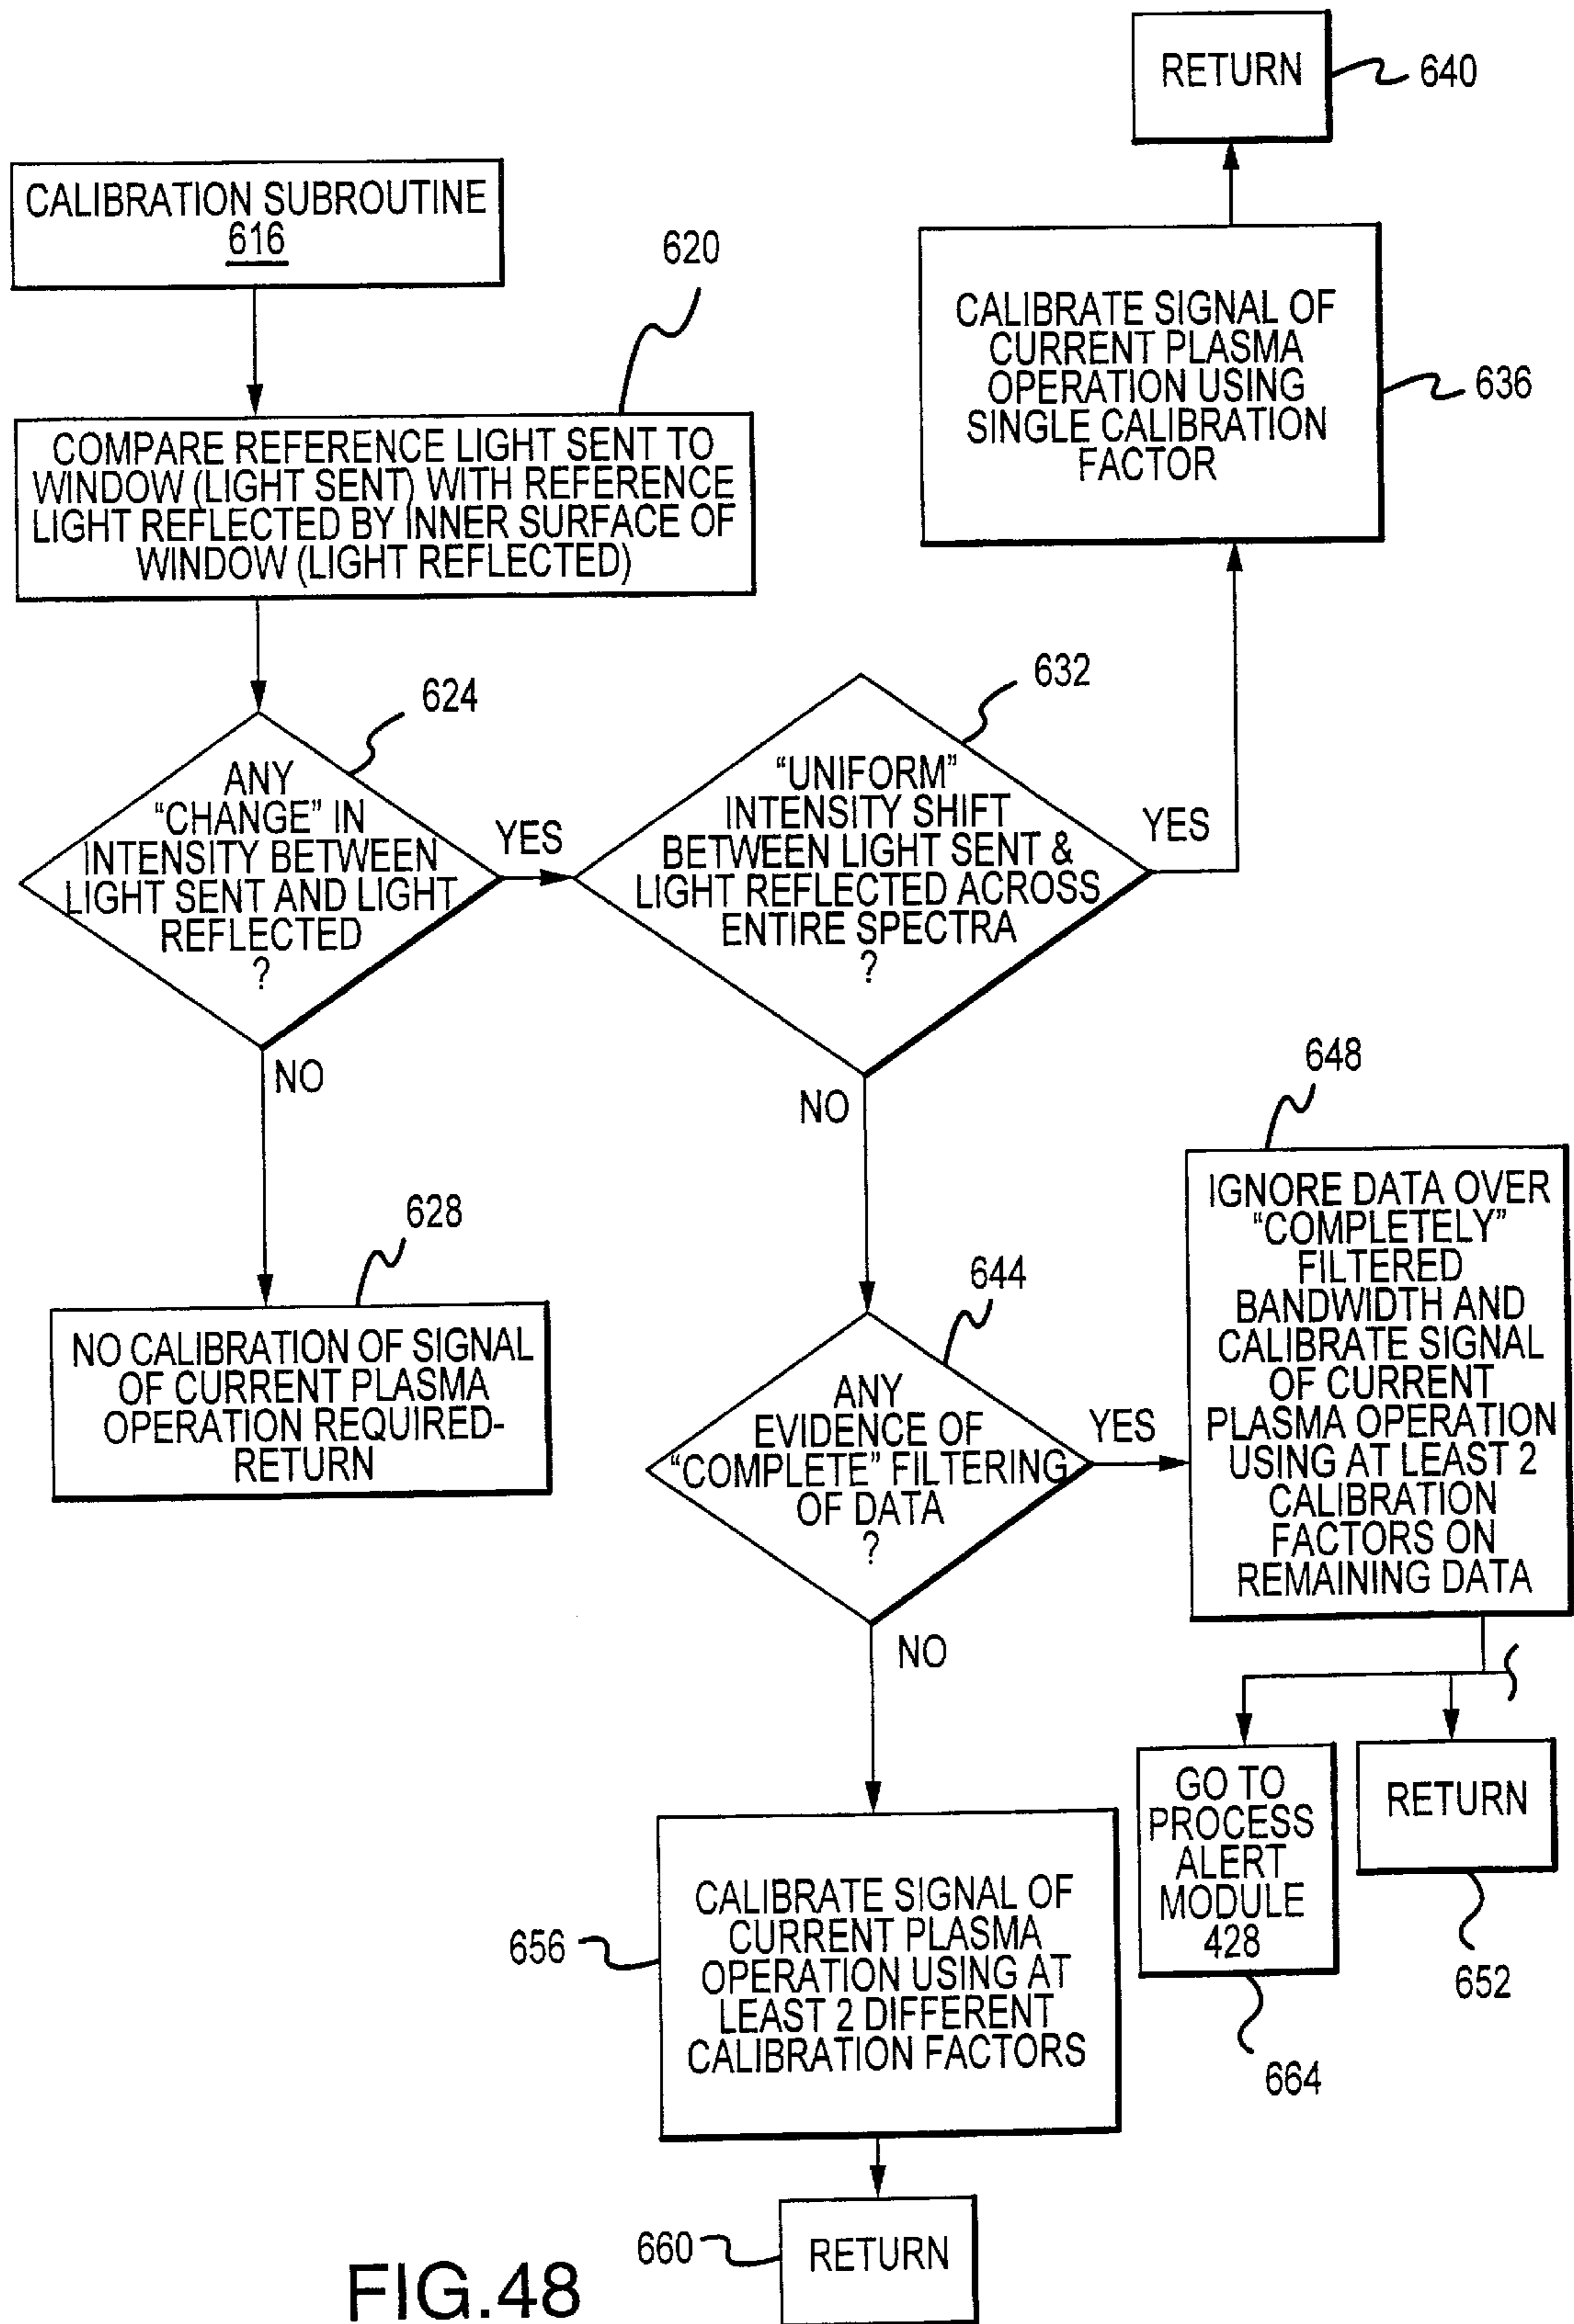 RETURN
640
CALIBRATION SUBROUTINE
616
620
CALIBRATE SIGNAL OF
CURRENT PLASMA
OPERATION USING
SINGLE CALIBRATION
FACTOR
636
COMPARE REFERENCE LIGHT SENT TO
WINDOW (LIGHT SENT) WITH REFERENCE
LIGHT REFLECTED BY INNER SURFACE OF
WINDOW (LIGHT REFLECTED)
624
ANY
"CHANGE" IN
INTENSITY BETWEEN
LIGHT SENT AND LIGHT
REFLECTED
?
YES
NO
632
"UNIFORM"
INTENSITY SHIFT
BETWEEN LIGHT SENT &
LIGHT REFLECTED ACROSS
ENTIRE SPECTRA
?
YES
NO
628
NO CALIBRATION OF SIGNAL
OF CURRENT PLASMA
OPERATION REQUIRED-
RETURN
644
ANY
EVIDENCE OF
"COMPLETE" FILTERING
OF DATA
?
YES
NO
648
IGNORE DATA OVER
"COMPLETELY"
FILTERED
BANDWIDTH AND
CALIBRATE SIGNAL
OF CURRENT
PLASMA OPERATION
USING AT LEAST 2
CALIBRATION
FACTORS ON
REMAINING DATA
GO TO
PROCESS
ALERT
MODULE
428
664
RETURN
652
656
CALIBRATE SIGNAL OF
CURRENT PLASMA
OPERATION USING AT
LEAST 2 DIFFERENT
CALIBRATION FACTORS
660
RETURN
FIG.48